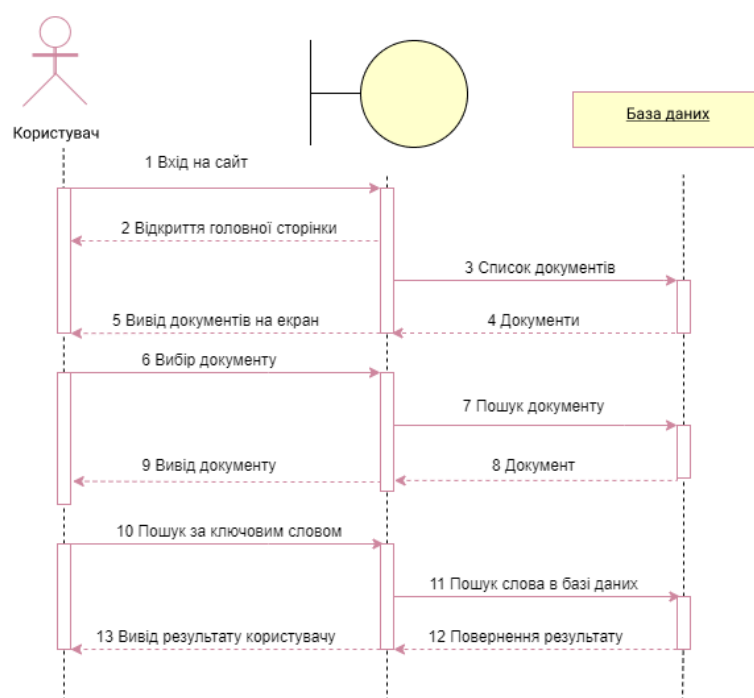 Користувач
База даних
1 Вхід на сайт
2 Відкриття головної сторінки
3 Список документів
5 Вивід документів на екран
4 Документи
6 Вибір документу
7 Пошук документу
9 Вивід документу
8 Документ
10 Пошук за ключовим словом
11 Пошук слова в базі даних
13 Вивід результату користувачу
12 Повернення результату